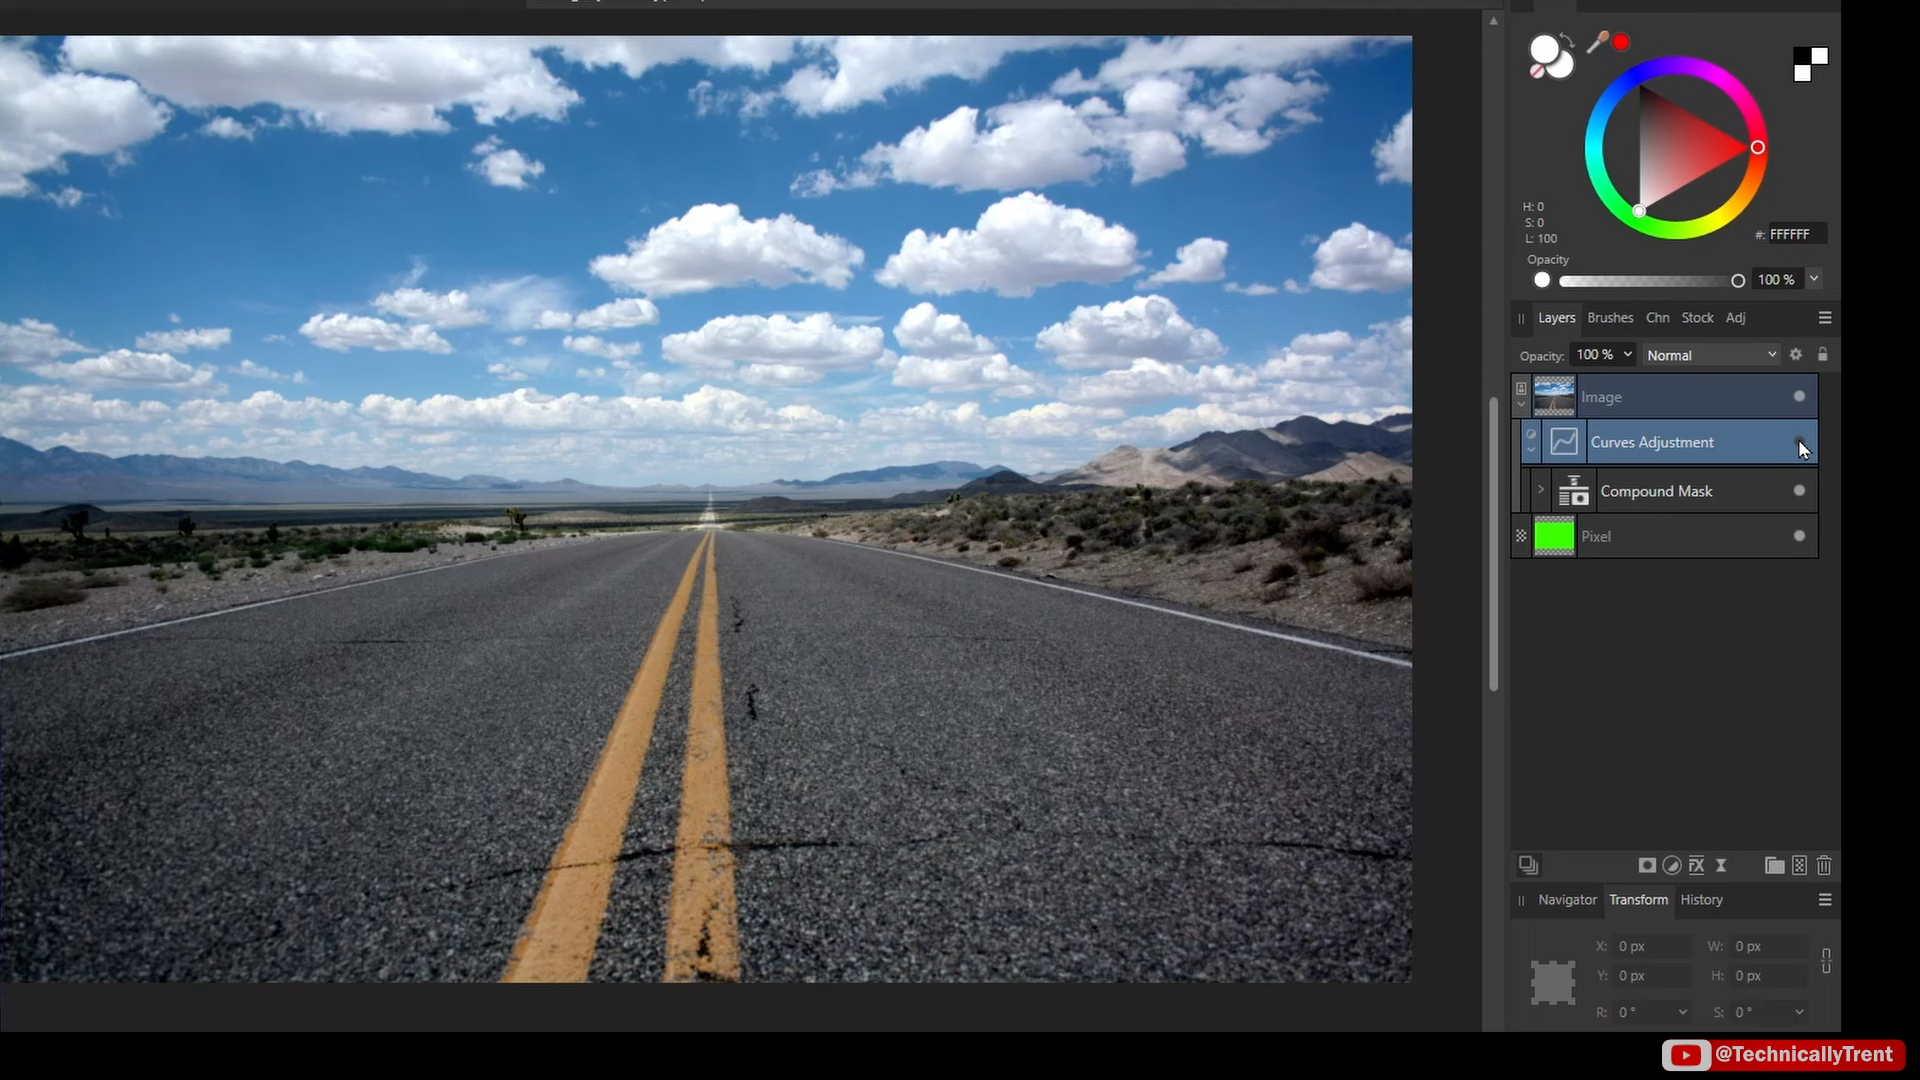 H: 0
S: 0
L: 100
#: FFFFFF
Opacity
100 %
Layers Brushes Chn Stock Adj
Opacity: 100 % Normal
Image
Curves Adjustment
Compound Mask
Pixel
FX
Navigator Transform History
X: 0 px W: 0 px
Y: 0 px H: 0 px
R: 0 ° S: 0 °
@TechnicallyTrent